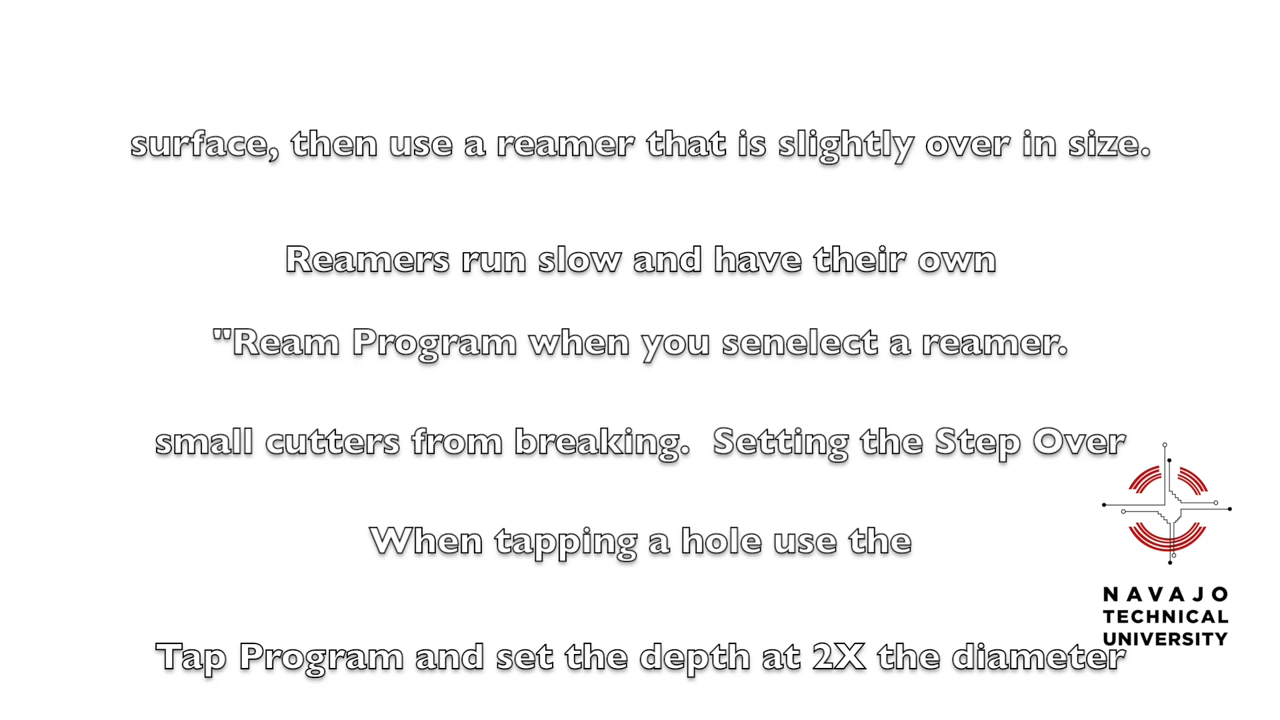 surface, then use a reamer that is slightly over in size.
Reamers run slow and have their own
"Ream Program when you senelect a reamer.
small cutters from breaking.  Setting the Step Over
When tapping a hole use the
Tap Program and set the depth at 2X the diameter
NAVAJO
TECHNICAL
UNIVERSITY